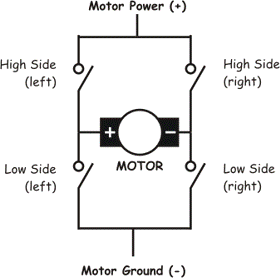 Motor Power (+)
High Side
(left)
High Side
(right)
+
−
MOTOR
Low Side
(left)
Low Side
(right)
Motor Ground (-)